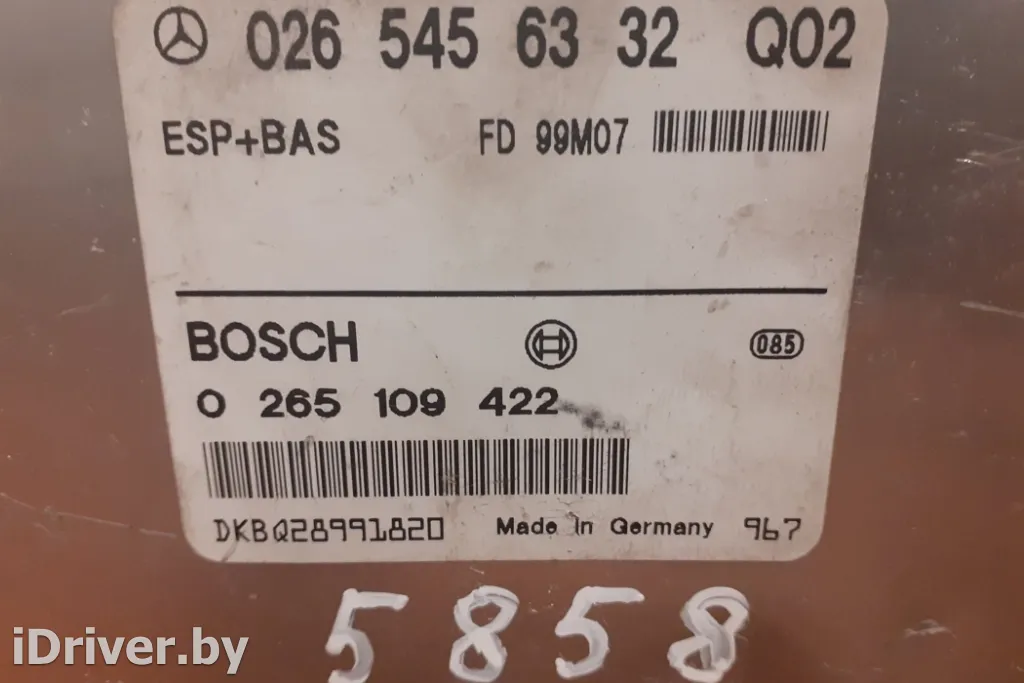 026 545 63 32 Q02
ESP+BAS FD 99M07
BOSCH 085
0 265 109 422
DKBQ28991820 Made in Germany 967
5858
iDriver.by